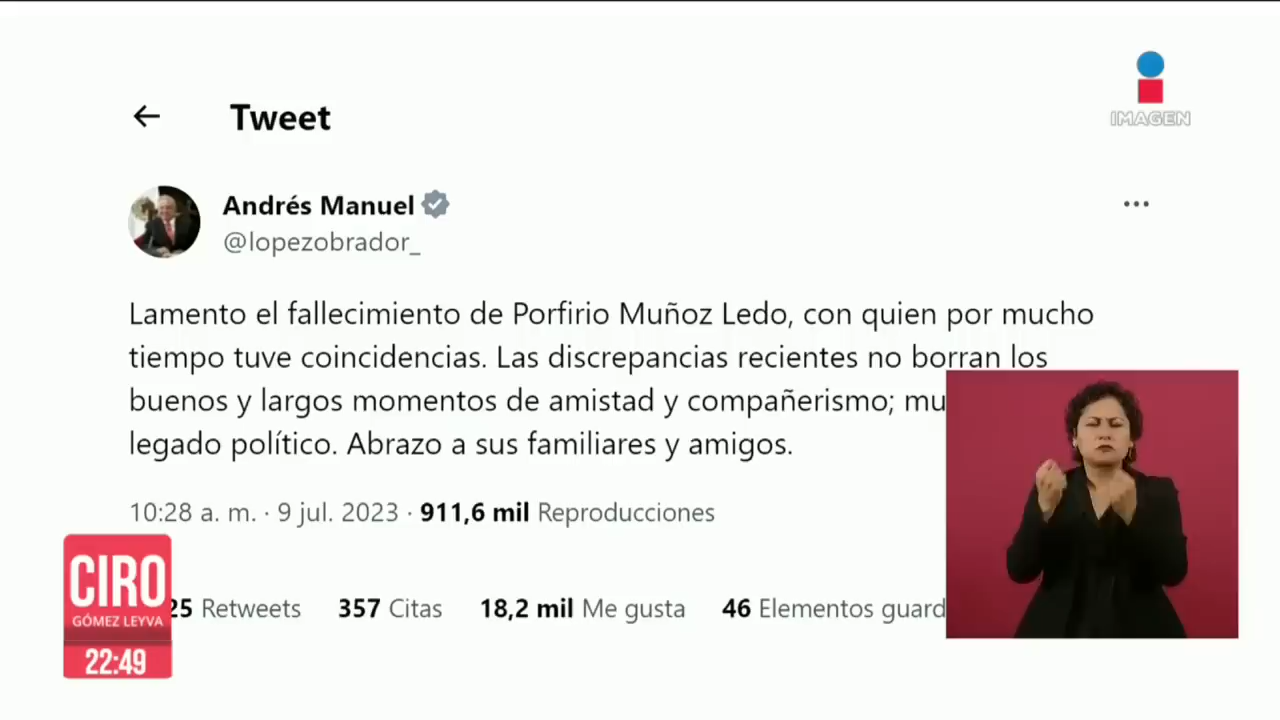 IMAGEN
Tweet
Andrés Manuel
@lopezobrador_
Lamento el fallecimiento de Porfirio Muñoz Ledo, con quien por mucho
tiempo tuve coincidencias. Las discrepancias recientes no borran los
buenos y largos momentos de amistad y compañerismo;
legado político. Abrazo a sus familiares y amigos.
10:28 a. m. · 9 jul. 2023 · 911,6 mil Reproducciones
25 Retweets 357 Citas 18,2 mil Me gusta 46 Elementos guard
CIRO
GÓMEZ LEYVA
22:49